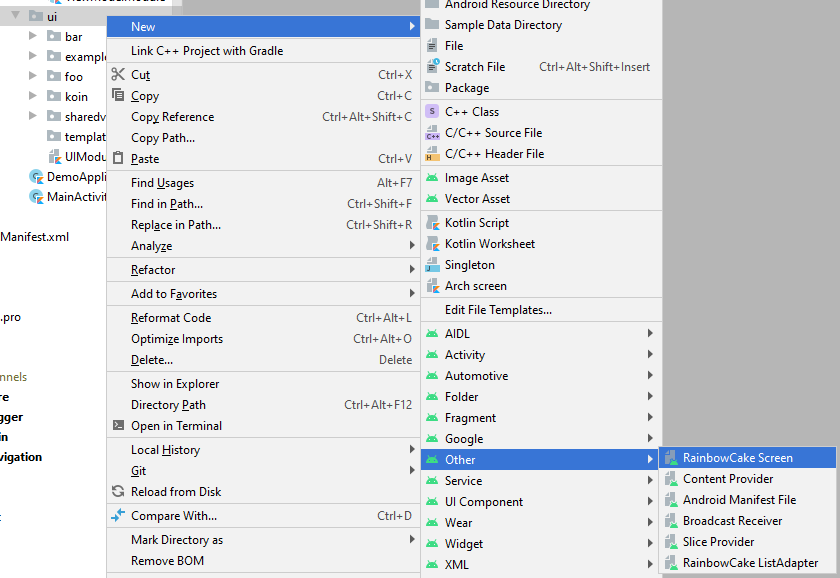 ui
bar
example
foo
koin
sharedv
templat
UIModu
DemoAppli
MainActivit
Manifest.xml
.pro
nnels
re
gger
in
vigation
New
Link C++ Project with Gradle
Cut Ctrl+X
Copy Ctrl+C
Copy Reference Ctrl+Alt+Shift+C
Copy Path...
Paste Ctrl+V
Find Usages Alt+F7
Find in Path... Ctrl+Shift+F
Replace in Path... Ctrl+Shift+R
Analyze
Refactor
Add to Favorites
Reformat Code Ctrl+Alt+L
Optimize Imports Ctrl+Alt+O
Delete... Delete
Show in Explorer
Directory Path Ctrl+Alt+F12
Open in Terminal
Local History
Git
Reload from Disk
Compare With... Ctrl+D
Mark Directory as
Remove BOM
Android Resource Directory
Sample Data Directory
File
Scratch File Ctrl+Alt+Shift+Insert
Package
C++ Class
C/C++ Source File
C/C++ Header File
Image Asset
Vector Asset
Kotlin Script
Kotlin Worksheet
Singleton
Arch screen
Edit File Templates...
AIDL
Activity
Automotive
Folder
Fragment
Google
Other
Service
UI Component
Wear
Widget
XML
RainbowCake Screen
Content Provider
Android Manifest File
Broadcast Receiver
Slice Provider
RainbowCake ListAdapter